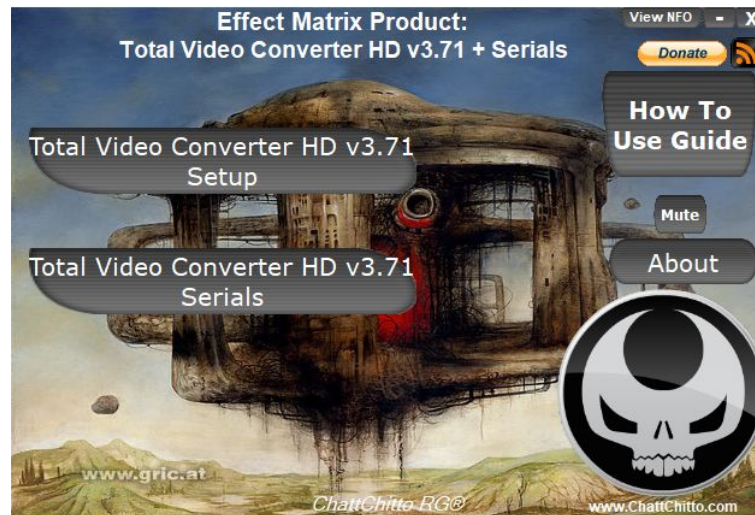 Effect Matrix Product:
Total Video Converter HD v3.71 + Serials
View NFO - X
Donate
How To
Use Guide
Total Video Converter HD v3.71
Setup
Mute
About
Total Video Converter HD v3.71
Serials
www.gric.at
ChattChitto RG®
www.ChattChitto.com